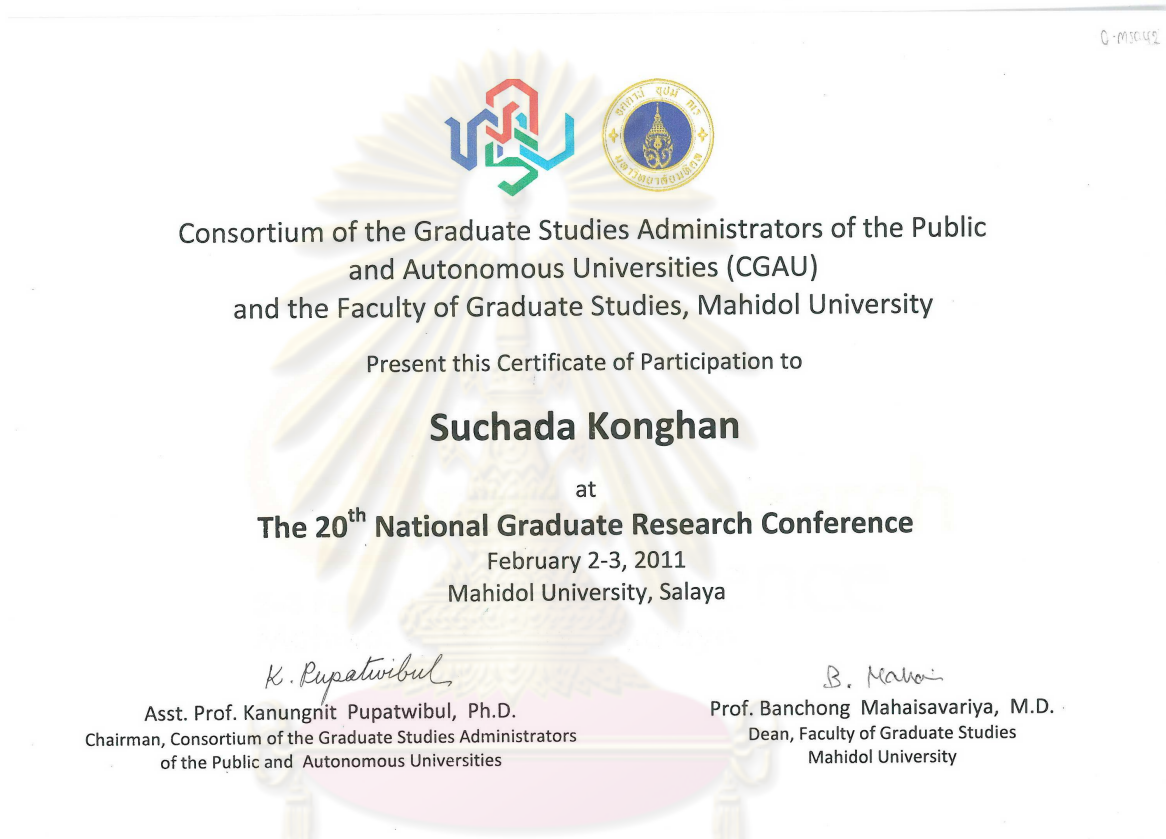 Consortium of the Graduate Studies Administrators of the Public
and Autonomous Universities (CGAU)
and the Faculty of Graduate Studies, Mahidol University
Present this Certificate of Participation to
Suchada Konghan
at
The 20th National Graduate Research Conference
February 2-3, 2011
Mahidol University, Salaya
K. Pupatwibul
Asst. Prof. Kanungnit Pupatwibul, Ph.D.
Chairman, Consortium of the Graduate Studies Administrators
of the Public and Autonomous Universities
B. Mahai
Prof. Banchong Mahaisavariya, M.D.
Dean, Faculty of Graduate Studies
Mahidol University